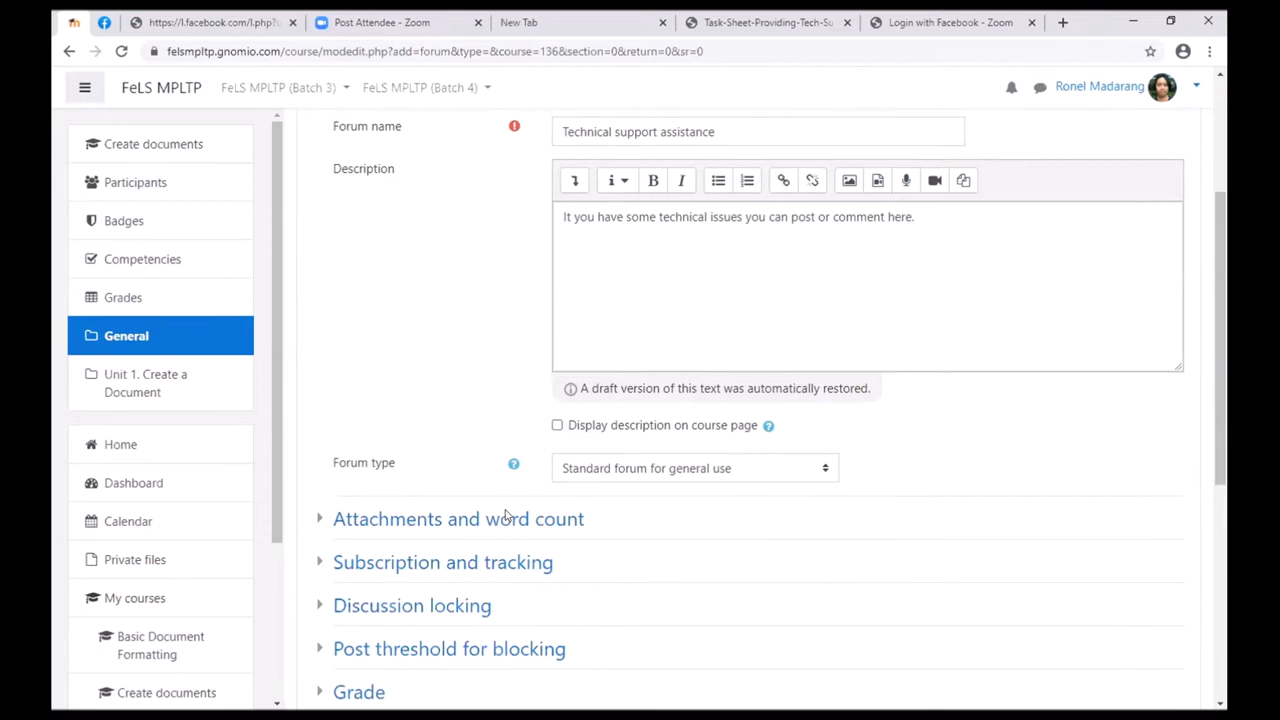 https://l.facebook.com/l.php?u
Post Attendee - Zoom
New Tab
Task-Sheet-Providing-Tech-Su
Login with Facebook - Zoom
felsmpltp.gnomio.com/course/modedit.php?add=forum&type=&course=136&section=0&return=0&sr=0
FeLS MPLTP
FeLS MPLTP (Batch 3)
FeLS MPLTP (Batch 4)
Ronel Madarang
Create documents
Participants
Badges
Competencies
Grades
General
Unit 1. Create a
Document
Home
Dashboard
Calendar
Private files
My courses
Basic Document
Formatting
Create documents
Forum name
Technical support assistance
Description
It you have some technical issues you can post or comment here.
A draft version of this text was automatically restored.
Display description on course page
Forum type
Standard forum for general use
Attachments and word count
Subscription and tracking
Discussion locking
Post threshold for blocking
Grade